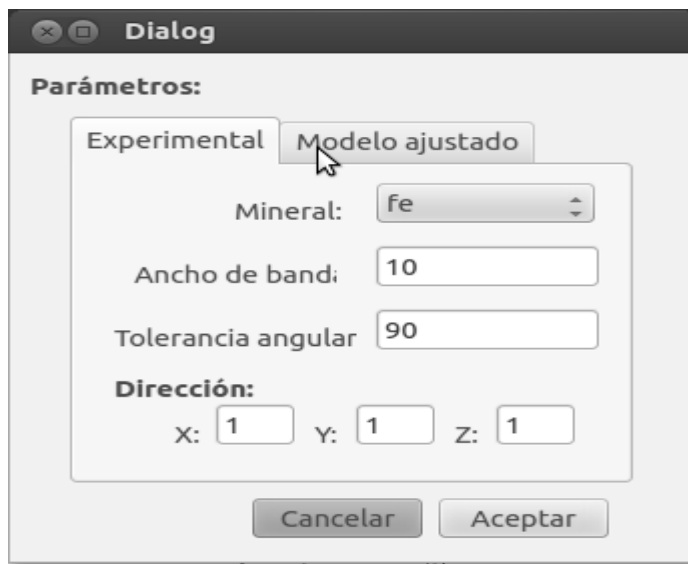 Dialog
Parámetros:
Experimental Modelo ajustado
Mineral: fe
Ancho de banda 10
Tolerancia angular 90
Dirección:
X: 1 Y: 1 Z: 1
Cancelar Aceptar